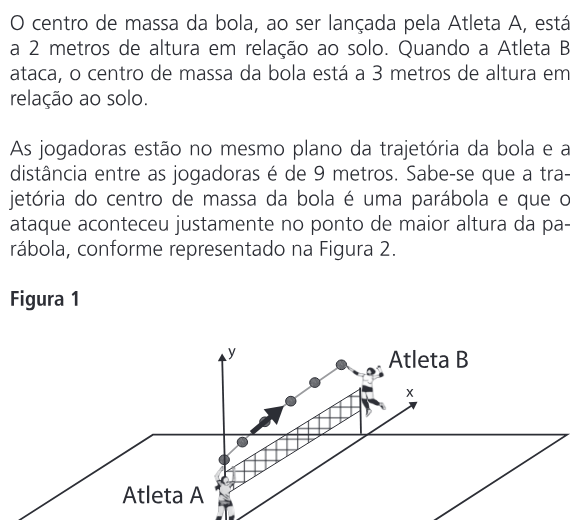 O centro de massa da bola, ao ser lançada pela Atleta A, está
a 2 metros de altura em relação ao solo. Quando a Atleta B
ataca, o centro de massa da bola está a 3 metros de altura em
relação ao solo.
As jogadoras estão no mesmo plano da trajetória da bola e a
distância entre as jogadoras é de 9 metros. Sabe-se que a tra-
jetória do centro de massa da bola é uma parábola e que o
ataque aconteceu justamente no ponto de maior altura da pa-
rábola, conforme representado na Figura 2.
Figura 1
y
Atleta B
x
Atleta A